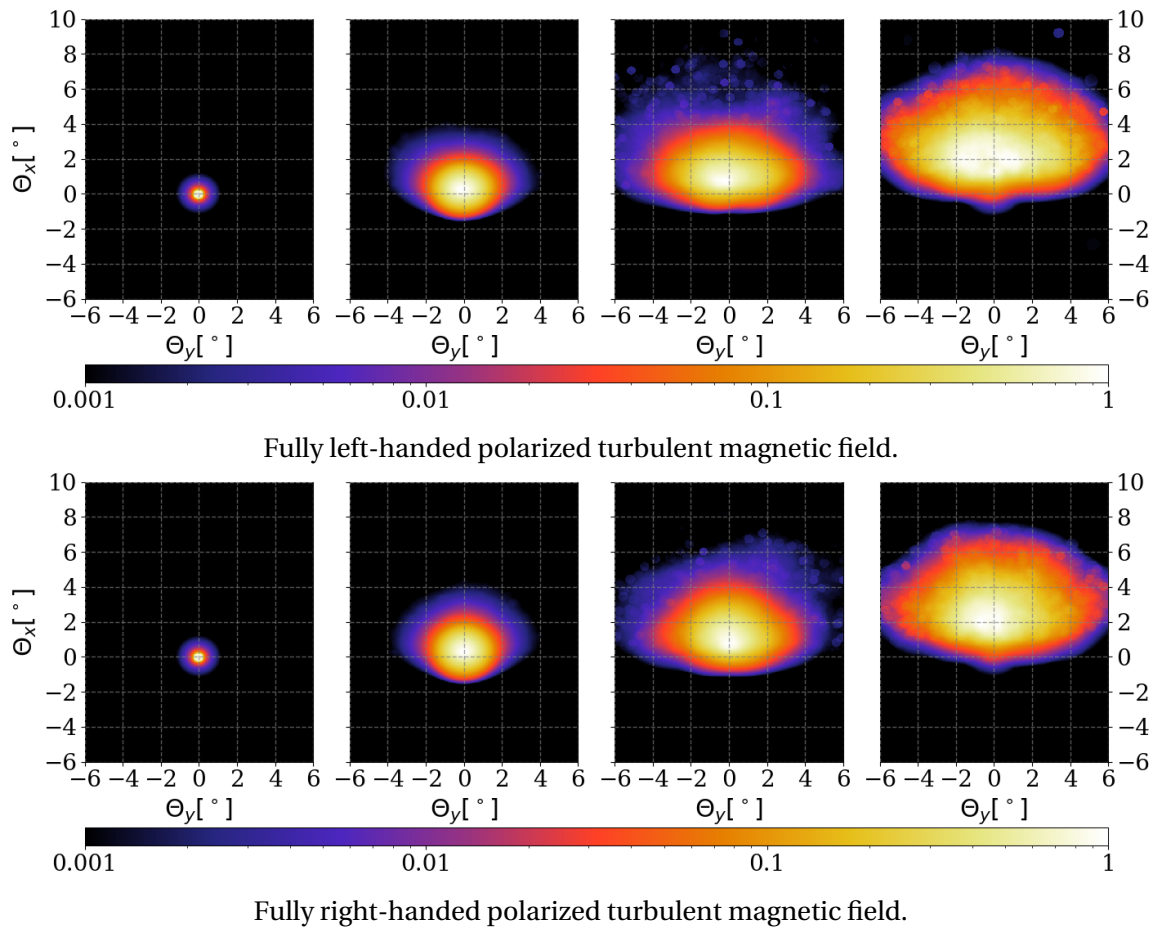 10 10
8 8
6 6
4 4
2 2
0 0
−2 −2
−4 −4
−6 −6
Θx[°]
−6 −4 −2 0 2 4 6 −6 −4 −2 0 2 4 6 −6 −4 −2 0 2 4 6 −6 −4 −2 0 2 4 6
Θy[°] Θy[°] Θy[°] Θy[°]
0.001 0.01 0.1 1
Fully left-handed polarized turbulent magnetic field.
10 10
8 8
6 6
4 4
2 2
0 0
−2 −2
−4 −4
−6 −6
Θx[°]
−6 −4 −2 0 2 4 6 −6 −4 −2 0 2 4 6 −6 −4 −2 0 2 4 6 −6 −4 −2 0 2 4 6
Θy[°] Θy[°] Θy[°] Θy[°]
0.001 0.01 0.1 1
Fully right-handed polarized turbulent magnetic field.